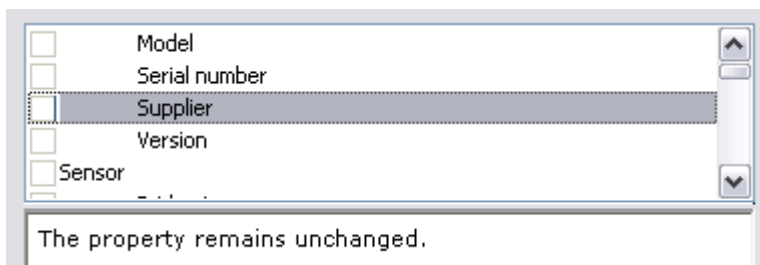 Model
Serial number
Supplier
Version
Sensor
The property remains unchanged.